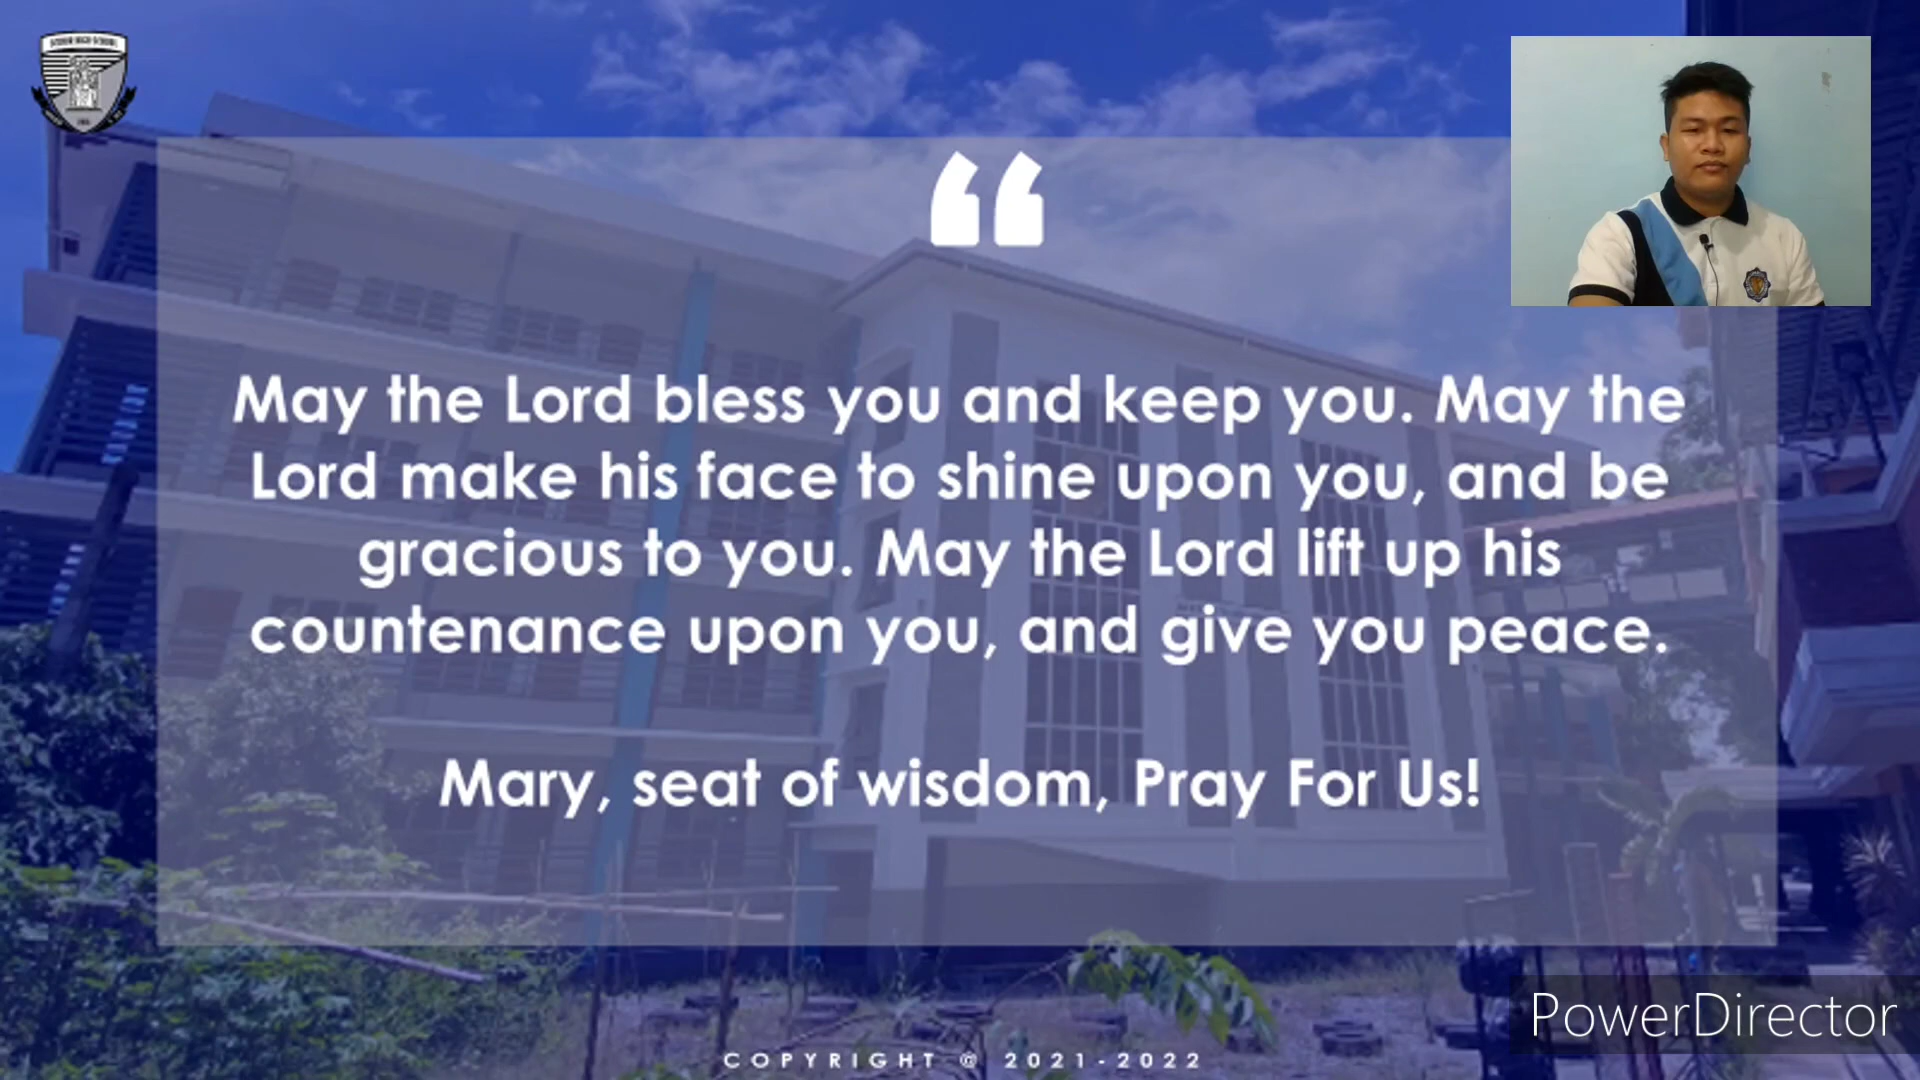 “
May the Lord bless you and keep you. May the
Lord make his face to shine upon you, and be
gracious to you. May the Lord lift up his
countenance upon you, and give you peace.
Mary, seat of wisdom, Pray For Us!
PowerDirector
COPYRIGHT © 2021-2022